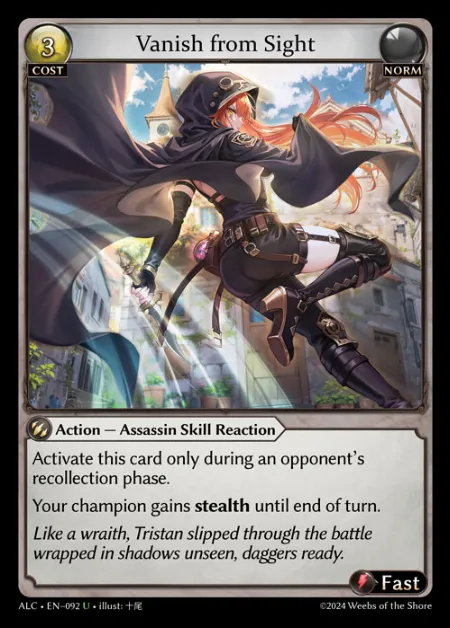 3
Vanish from Sight
COST
NORM
Action — Assassin Skill Reaction
Activate this card only during an opponent's
recollection phase.
Your champion gains stealth until end of turn.
Like a wraith, Tristan slipped through the battle
wrapped in shadows unseen, daggers ready.
Fast
ALC • EN-092 U • illust: 十尾
©2024 Weebs of the Shore